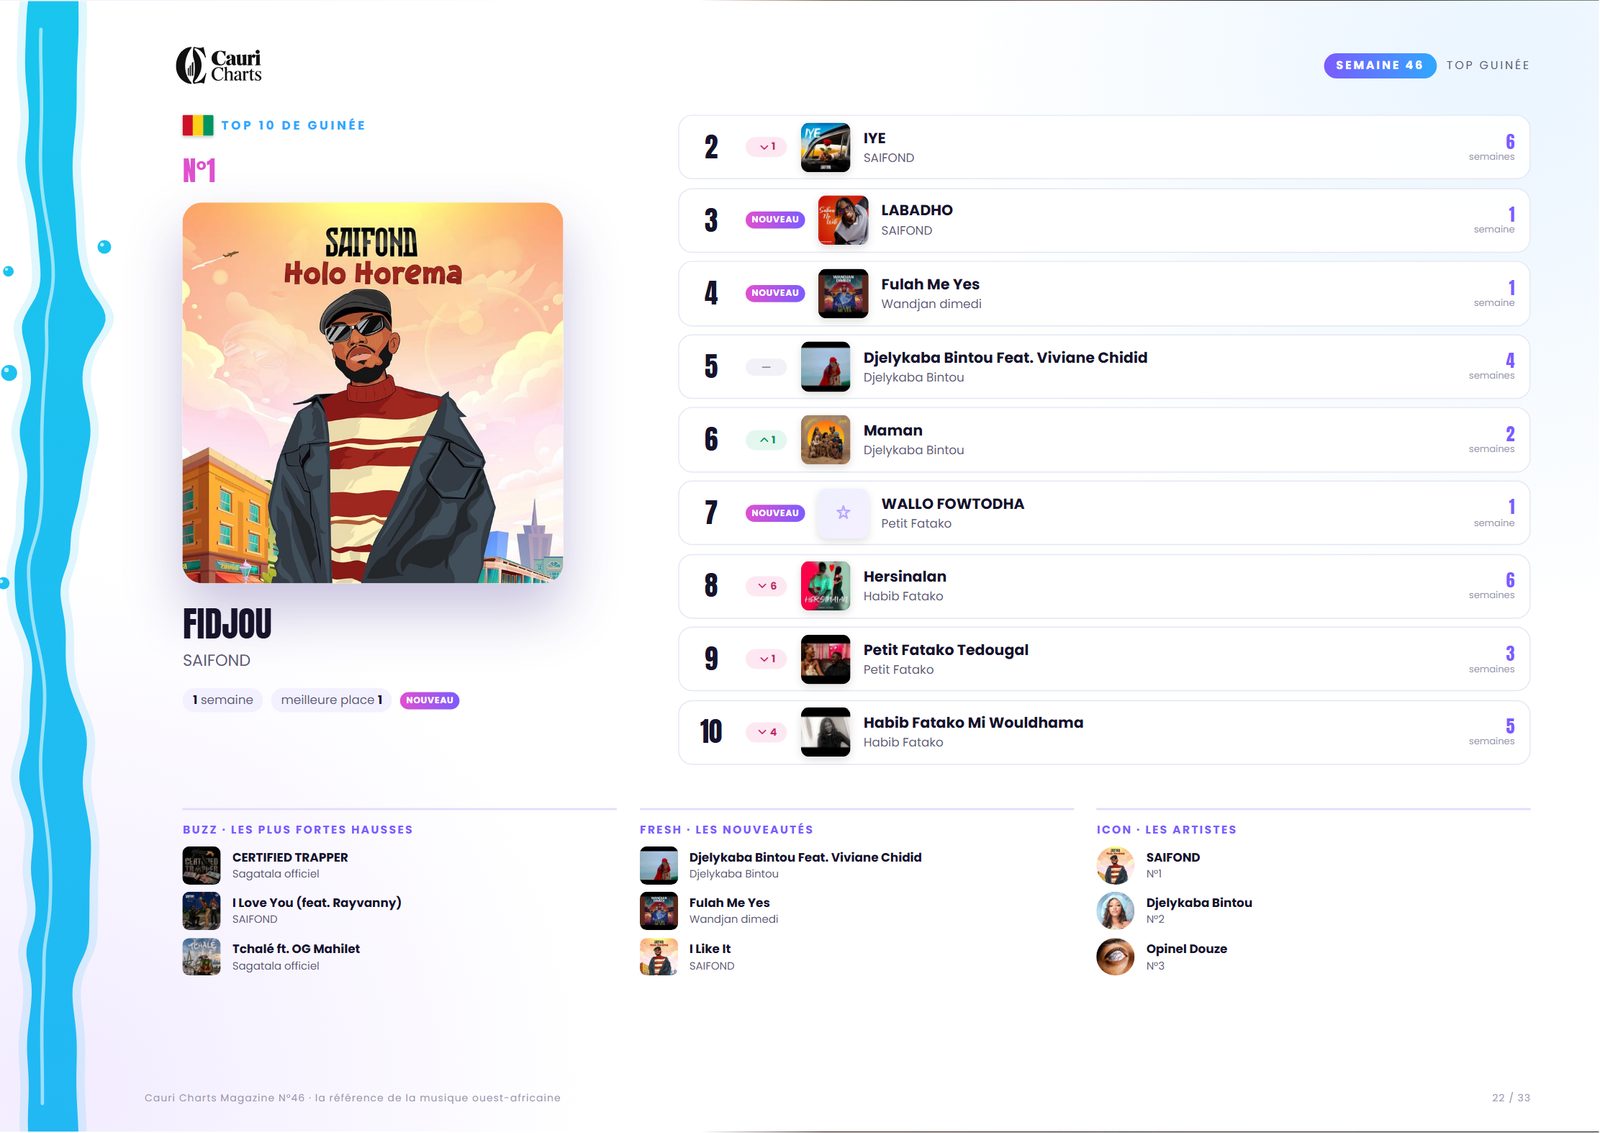 Cauri
Charts
SEMAINE 46 TOP GUINÉE
TOP 10 DE GUINÉE
N°1
SAIFOND
Holo Horema
FIDJOU
SAIFOND
1 semaine meilleure place 1 NOUVEAU
2 1 IYE
SAIFOND
6
semaines
3 NOUVEAU LABADHO
SAIFOND
1
semaine
4 NOUVEAU Fulah Me Yes
Wandjan dimedi
1
semaine
5 – Djelykaba Bintou Feat. Viviane Chidid
Djelykaba Bintou
4
semaines
6 1 Maman
Djelykaba Bintou
2
semaines
7 NOUVEAU WALLO FOWTODHA
Petit Fatako
1
semaine
8 6 Hersinalan
Habib Fatako
6
semaines
9 1 Petit Fatako Tedougal
Petit Fatako
3
semaines
10 4 Habib Fatako Mi Wouldhama
Habib Fatako
5
semaines
BUZZ · LES PLUS FORTES HAUSSES
CERTIFIED TRAPPER
Sagatala officiel
I Love You (feat. Rayvanny)
SAIFOND
Tchalé ft. OG Mahilet
Sagatala officiel
FRESH · LES NOUVEAUTÉS
Djelykaba Bintou Feat. Viviane Chidid
Djelykaba Bintou
Fulah Me Yes
Wandjan dimedi
I Like It
SAIFOND
ICON · LES ARTISTES
SAIFOND
N°1
Djelykaba Bintou
N°2
Opinel Douze
N°3
Cauri Charts Magazine N°46 · la référence de la musique ouest-africaine
22 / 33